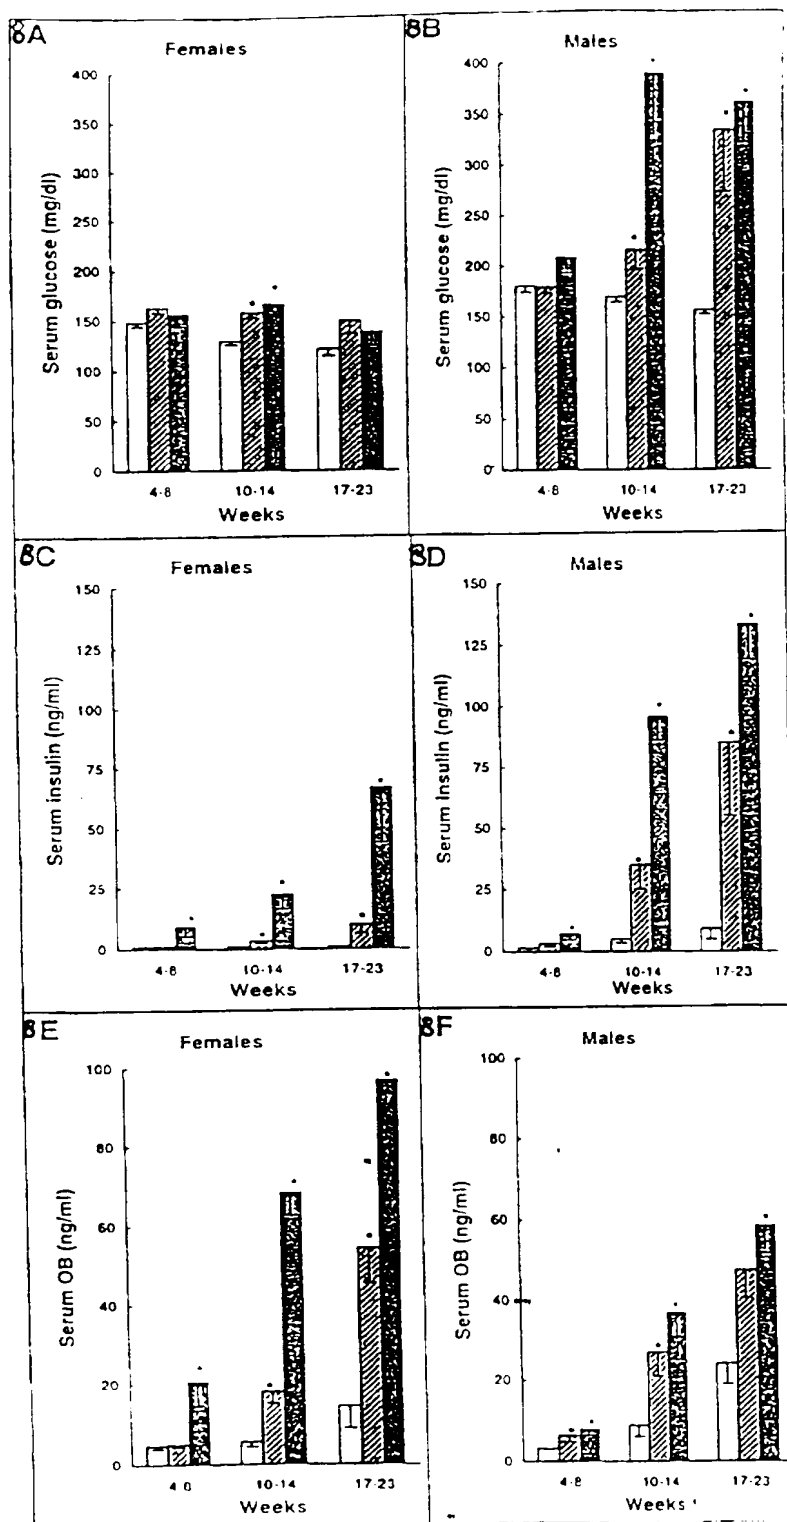 8A
Females
400
350
300
250
200
150
100
50
0
Serum glucose (mg/dl)
4-8 10-14 17-23
Weeks
8B
Males
400
350
300
250
200
150
100
50
0
Serum glucose (mg/dl)
4-8 10-14 17-23
Weeks
8C
Females
150
125
100
75
50
25
0
Serum insulin (ng/ml)
4-8 10-14 17-23
Weeks
8D
Males
150
125
100
75
50
25
0
Serum Insulin (ng/ml)
4-8 10-14 17-23
Weeks
8E
Females
100
80
60
40
20
0
Serum OB (ng/ml)
4-8 10-14 17-23
Weeks
8F
Males
100
80
60
40
20
0
Serum OB (ng/ml)
4-8 10-14 17-23
Weeks